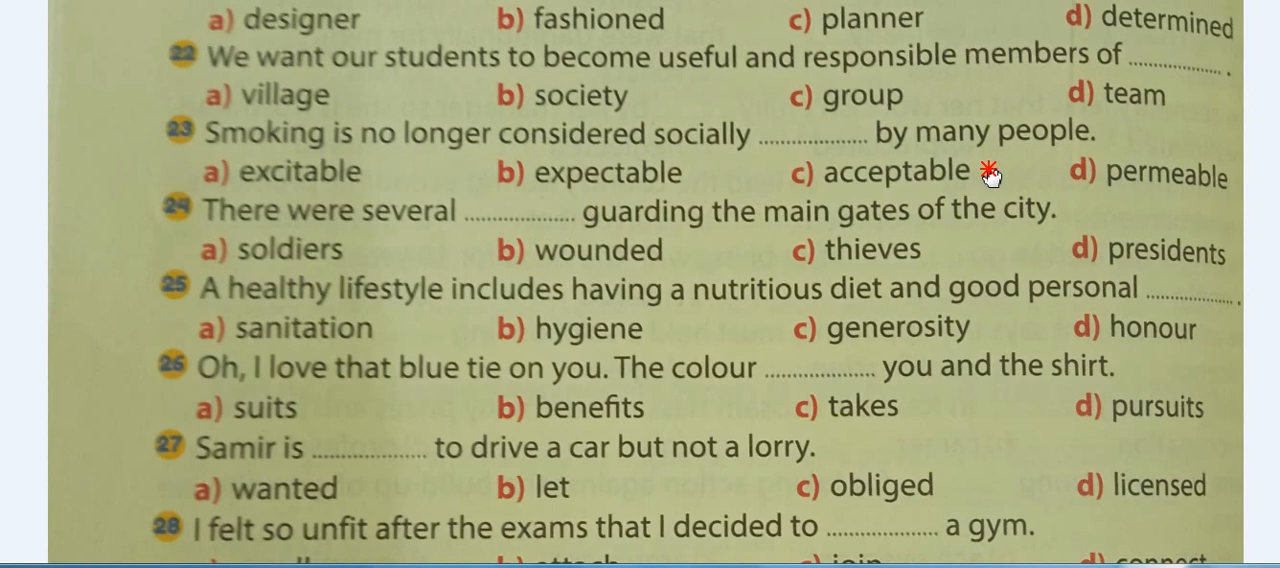 a) designer b) fashioned c) planner d) determined
22 We want our students to become useful and responsible members of ............... .
a) village b) society c) group d) team
23 Smoking is no longer considered socially ............... by many people.
a) excitable b) expectable c) acceptable d) permeable
24 There were several ............... guarding the main gates of the city.
a) soldiers b) wounded c) thieves d) presidents
25 A healthy lifestyle includes having a nutritious diet and good personal ............... .
a) sanitation b) hygiene c) generosity d) honour
26 Oh, I love that blue tie on you. The colour ............... you and the shirt.
a) suits b) benefits c) takes d) pursuits
27 Samir is ............... to drive a car but not a lorry.
a) wanted b) let c) obliged d) licensed
28 I felt so unfit after the exams that I decided to ............... a gym.
b) attach c) join d) connect